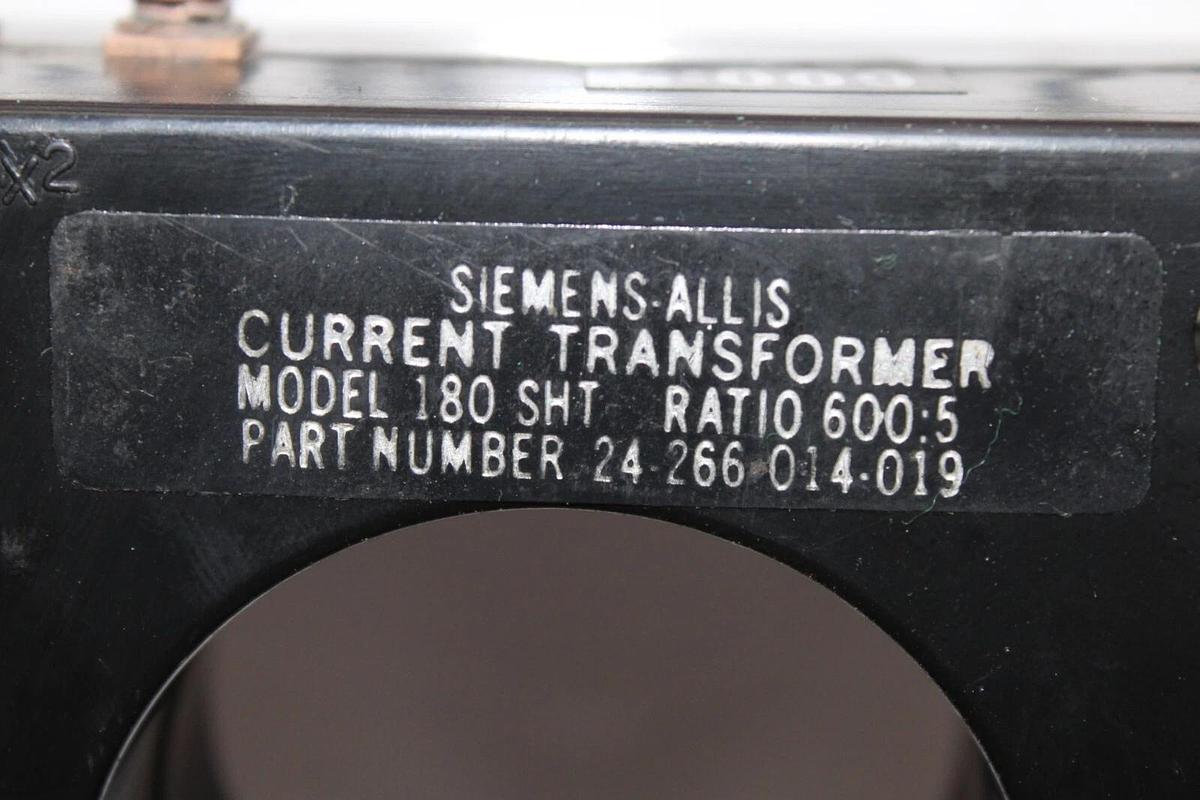 X2
SIEMENS-ALLIS
CURRENT TRANSFORMER
MODEL 180 SHT RATIO 600:5
PART NUMBER 24-266-014-019